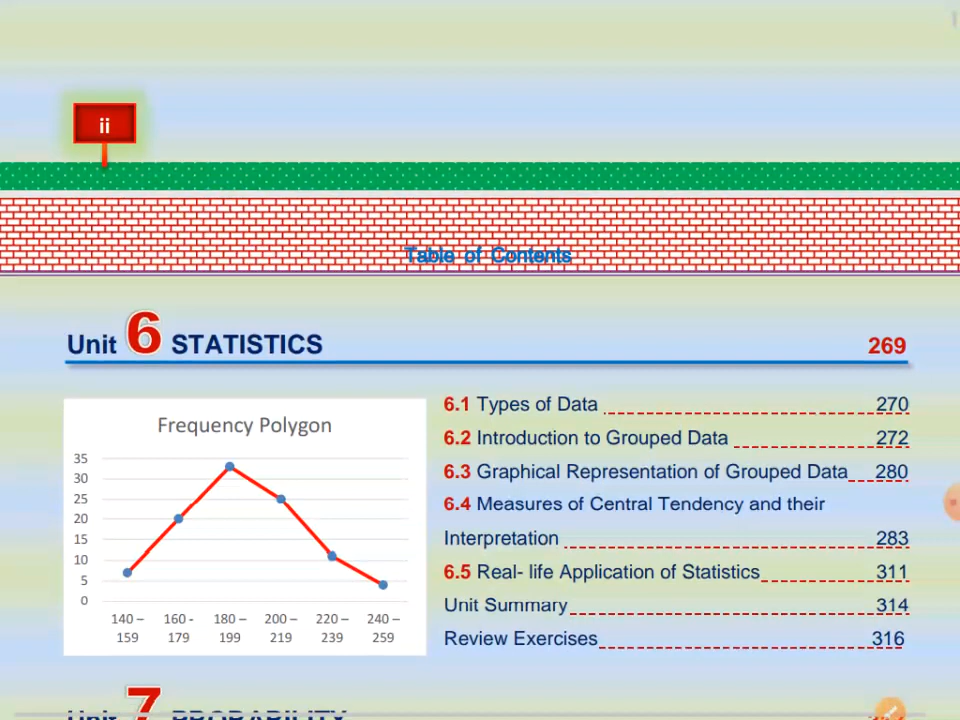 ii
Table of Contents
Unit 6 STATISTICS 269
Frequency Polygon
35
30
25
20
15
10
5
0
140 – 159
160 - 179
180 – 199
200 – 219
220 – 239
240 – 259
6.1 Types of Data 270
6.2 Introduction to Grouped Data 272
6.3 Graphical Representation of Grouped Data 280
6.4 Measures of Central Tendency and their
Interpretation 283
6.5 Real- life Application of Statistics 311
Unit Summary 314
Review Exercises 316
Unit 7 PROBABILITY